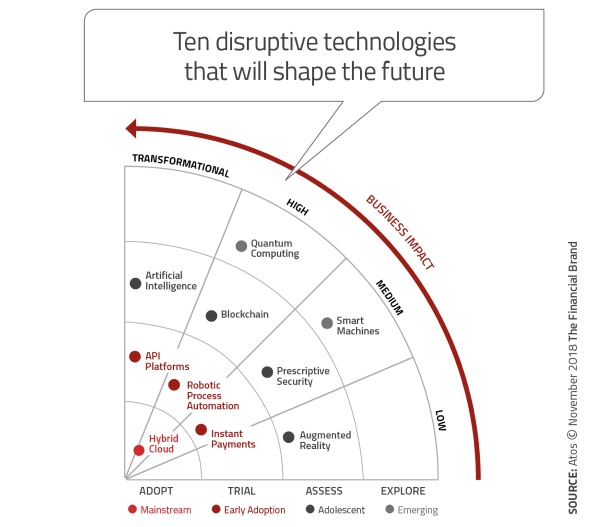 Ten disruptive technologies
that will shape the future
TRANSFORMATIONAL
HIGH
BUSINESS IMPACT
MEDIUM
LOW
Quantum
Computing
Artificial
Intelligence
Blockchain
Smart
Machines
API
Platforms
Prescriptive
Security
Robotic
Process
Automation
Hybrid
Cloud
Instant
Payments
Augmented
Reality
ADOPT TRIAL ASSESS EXPLORE
Mainstream Early Adoption Adolescent Emerging
SOURCE: Atos © November 2018 The Financial Brand